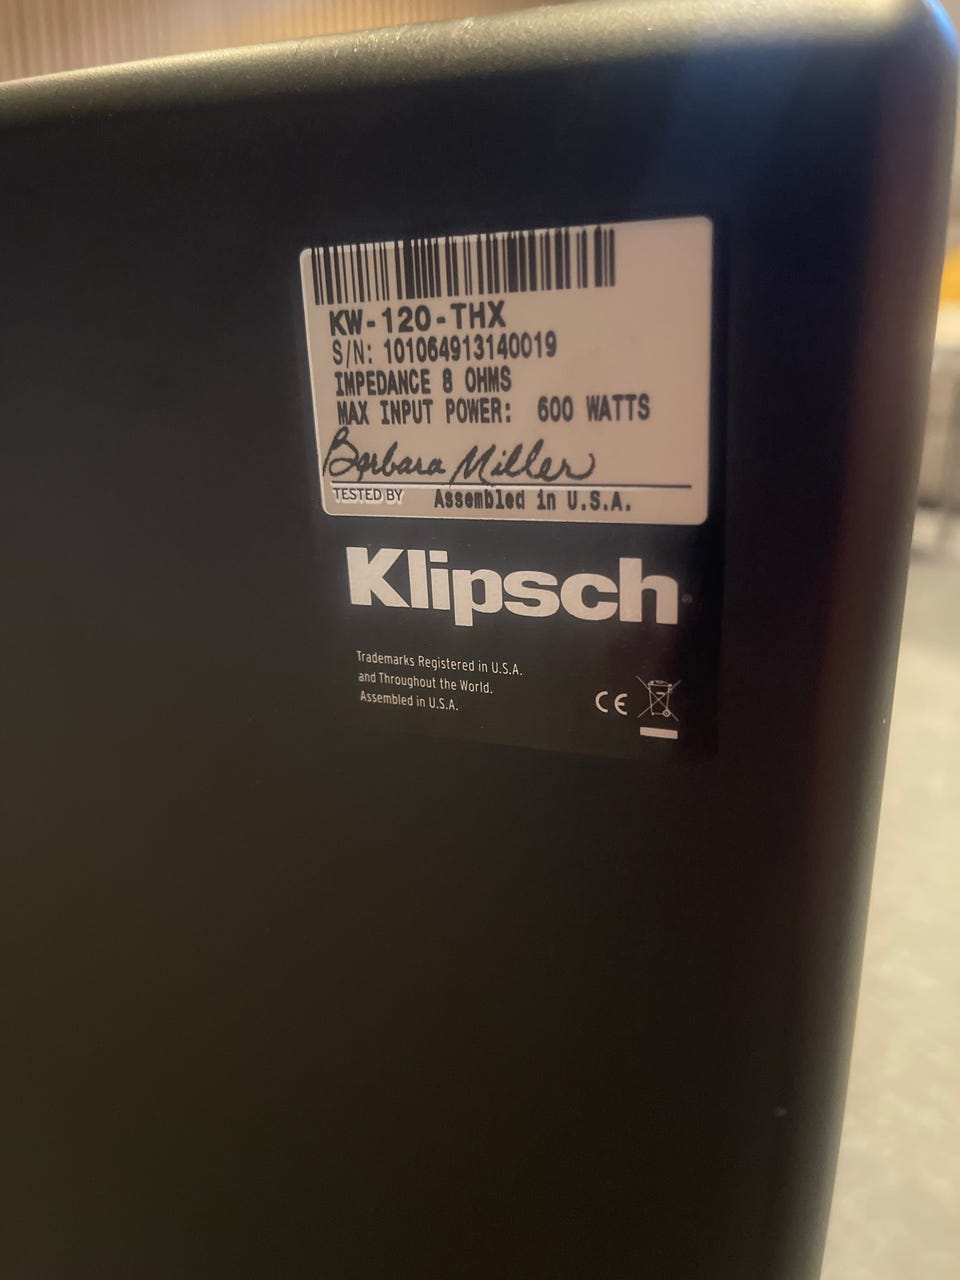 KW-120-THX
S/N: 101064913140019
IMPEDANCE 8 OHMS
MAX INPUT POWER: 600 WATTS
Barbara Miller
TESTED BY Assembled in U.S.A.
Klipsch
Trademarks Registered in U.S.A.
and Throughout the World.
Assembled in U.S.A.
CE